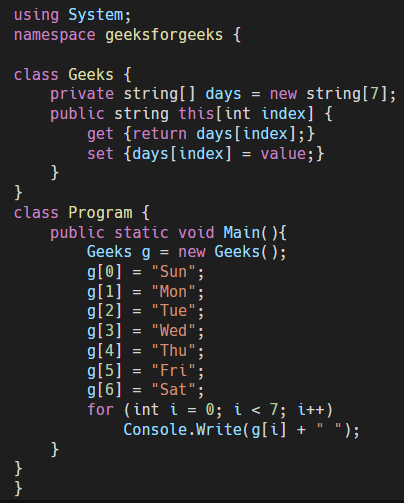 using System;
namespace geeksforgeeks {

class Geeks {
    private string[] days = new string[7];
    public string this[int index] {
        get {return days[index];}
        set {days[index] = value;}
    }
}
class Program {
    public static void Main(){
        Geeks g = new Geeks();
        g[0] = "Sun";
        g[1] = "Mon";
        g[2] = "Tue";
        g[3] = "Wed";
        g[4] = "Thu";
        g[5] = "Fri";
        g[6] = "Sat";
        for (int i = 0; i < 7; i++)
            Console.Write(g[i] + " ");
    }
}
}